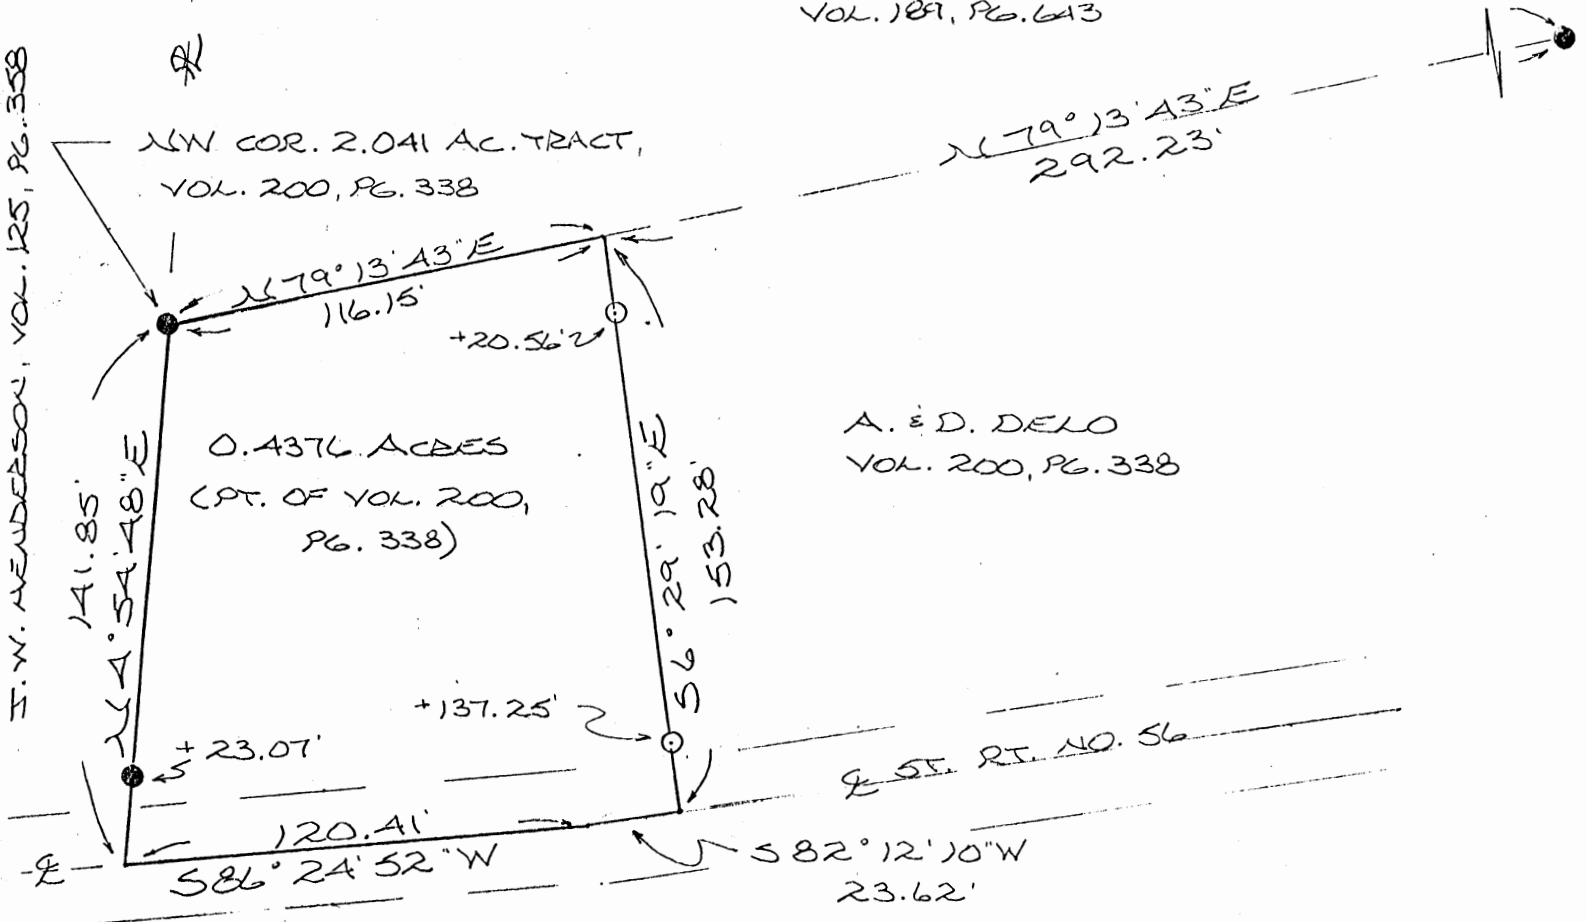 VOL. 189, PG. 643
J.W. HENDERSON, VOL. 125, PG. 358
NW COR. 2.041 AC. TRACT,
VOL. 200, PG. 338
N 79° 13' 43" E
292.23'
N 79° 13' 43" E
116.15'
+20.56'
0.4376 ACRES
(PT. OF VOL. 200,
PG. 338)
A. & D. DELO
VOL. 200, PG. 338
141.85'
N 4° 54' 48" E
S 6° 29' 19" E
153.28'
+137.25'
+23.07'
℄ ST. RT. NO. 56
℄
120.41'
S 86° 24' 52" W
S 82° 12' 10" W
23.62'